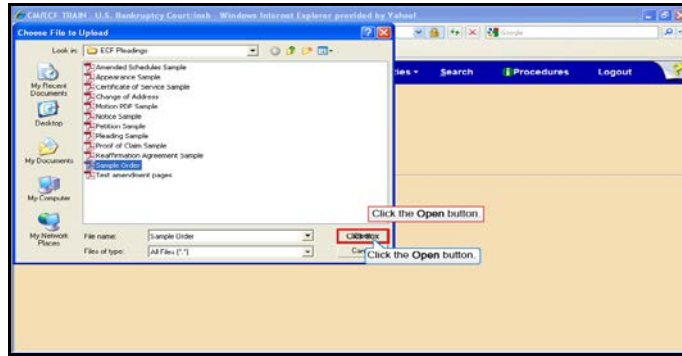 CM/ECF TRAIN - U.S. Bankruptcy Court:insb - Windows Internet Explorer provided by Yahoo!
Choose File to Upload
Look in: ECF Pleadings
Google
My Recent Documents
Desktop
My Documents
My Computer
My Network Places
Amended Schedules Sample
Appearance Sample
Certificate of Service Sample
Change of Address
Motion PDF Sample
Notice Sample
Petition Sample
Pleading Sample
Proof of Claim Sample
Reaffirmation Agreement Sample
Sample Order
Test amendment pages
ties Search Procedures Logout
Click the Open button.
File name: Sample Order
Files of type: All Files (*.*)
Click the Open button.